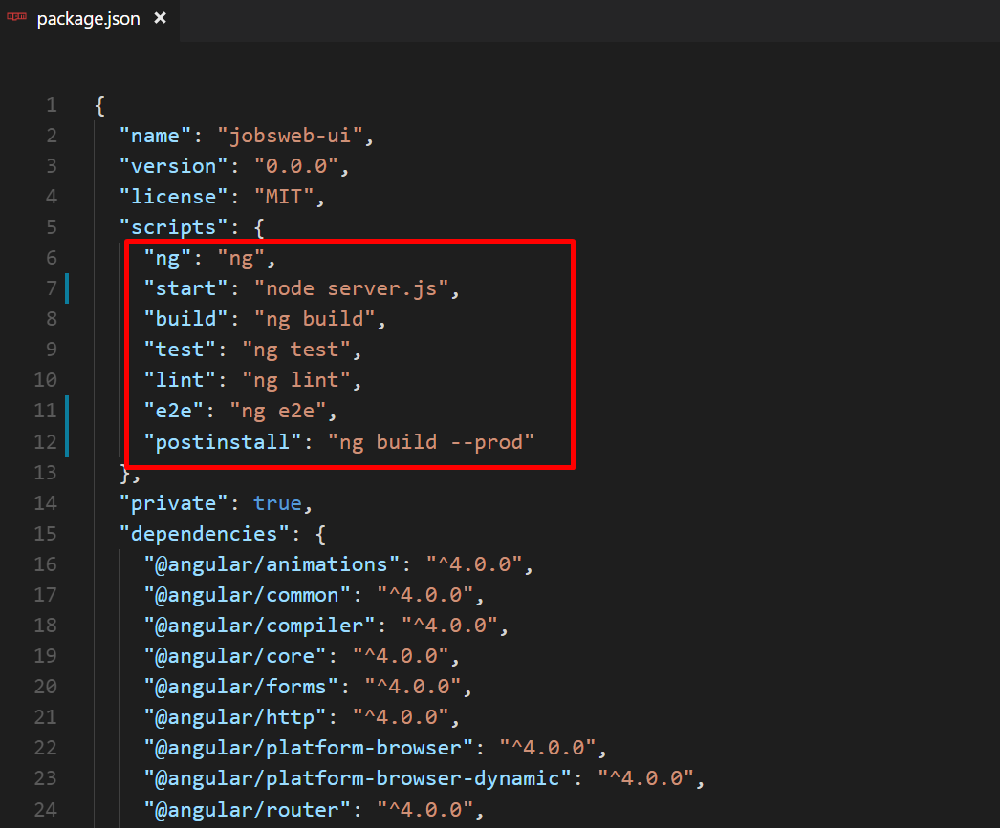 npm package.json ×
1 {
2 "name": "jobsweb-ui",
3 "version": "0.0.0",
4 "license": "MIT",
5 "scripts": {
6 "ng": "ng",
7 "start": "node server.js",
8 "build": "ng build",
9 "test": "ng test",
10 "lint": "ng lint",
11 "e2e": "ng e2e",
12 "postinstall": "ng build --prod"
13 },
14 "private": true,
15 "dependencies": {
16 "@angular/animations": "^4.0.0",
17 "@angular/common": "^4.0.0",
18 "@angular/compiler": "^4.0.0",
19 "@angular/core": "^4.0.0",
20 "@angular/forms": "^4.0.0",
21 "@angular/http": "^4.0.0",
22 "@angular/platform-browser": "^4.0.0",
23 "@angular/platform-browser-dynamic": "^4.0.0",
24 "@angular/router": "^4.0.0",